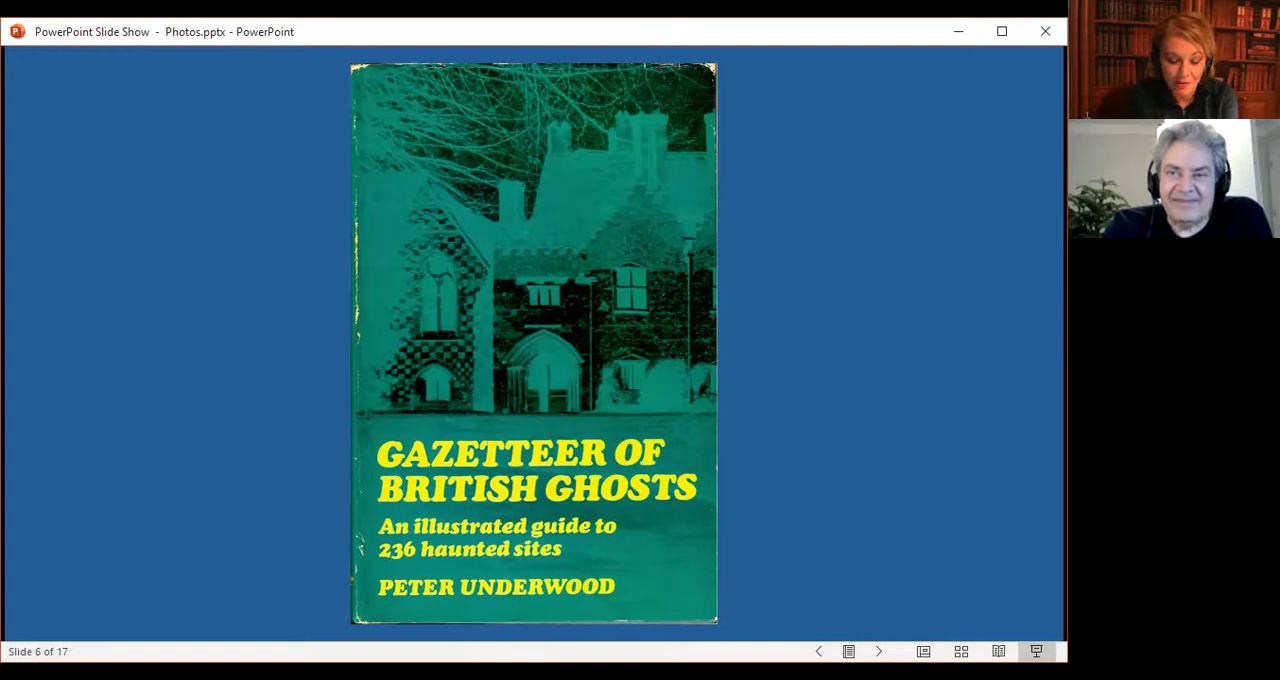 PowerPoint Slide Show - Photos.pptx - PowerPoint
GAZETTEER OF
BRITISH GHOSTS
An illustrated guide to
236 haunted sites
PETER UNDERWOOD
Slide 6 of 17